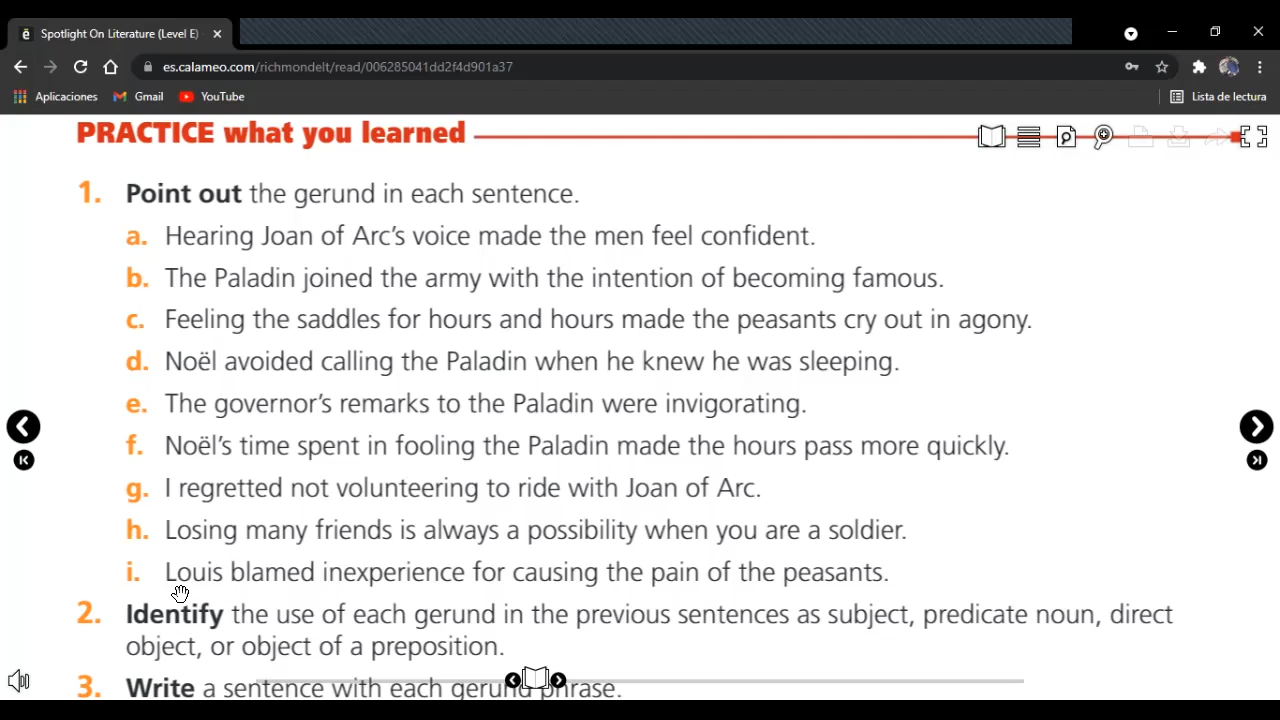 Spotlight On Literature (Level E)
es.calameo.com/richmondelt/read/006285041dd2f4d901a37
Aplicaciones Gmail YouTube Lista de lectura
PRACTICE what you learned
1. Point out the gerund in each sentence.
a. Hearing Joan of Arc's voice made the men feel confident.
b. The Paladin joined the army with the intention of becoming famous.
c. Feeling the saddles for hours and hours made the peasants cry out in agony.
d. Noël avoided calling the Paladin when he knew he was sleeping.
e. The governor's remarks to the Paladin were invigorating.
f. Noël's time spent in fooling the Paladin made the hours pass more quickly.
g. I regretted not volunteering to ride with Joan of Arc.
h. Losing many friends is always a possibility when you are a soldier.
i. Louis blamed inexperience for causing the pain of the peasants.
2. Identify the use of each gerund in the previous sentences as subject, predicate noun, direct
object, or object of a preposition.
3. Write a sentence with each gerund phrase.